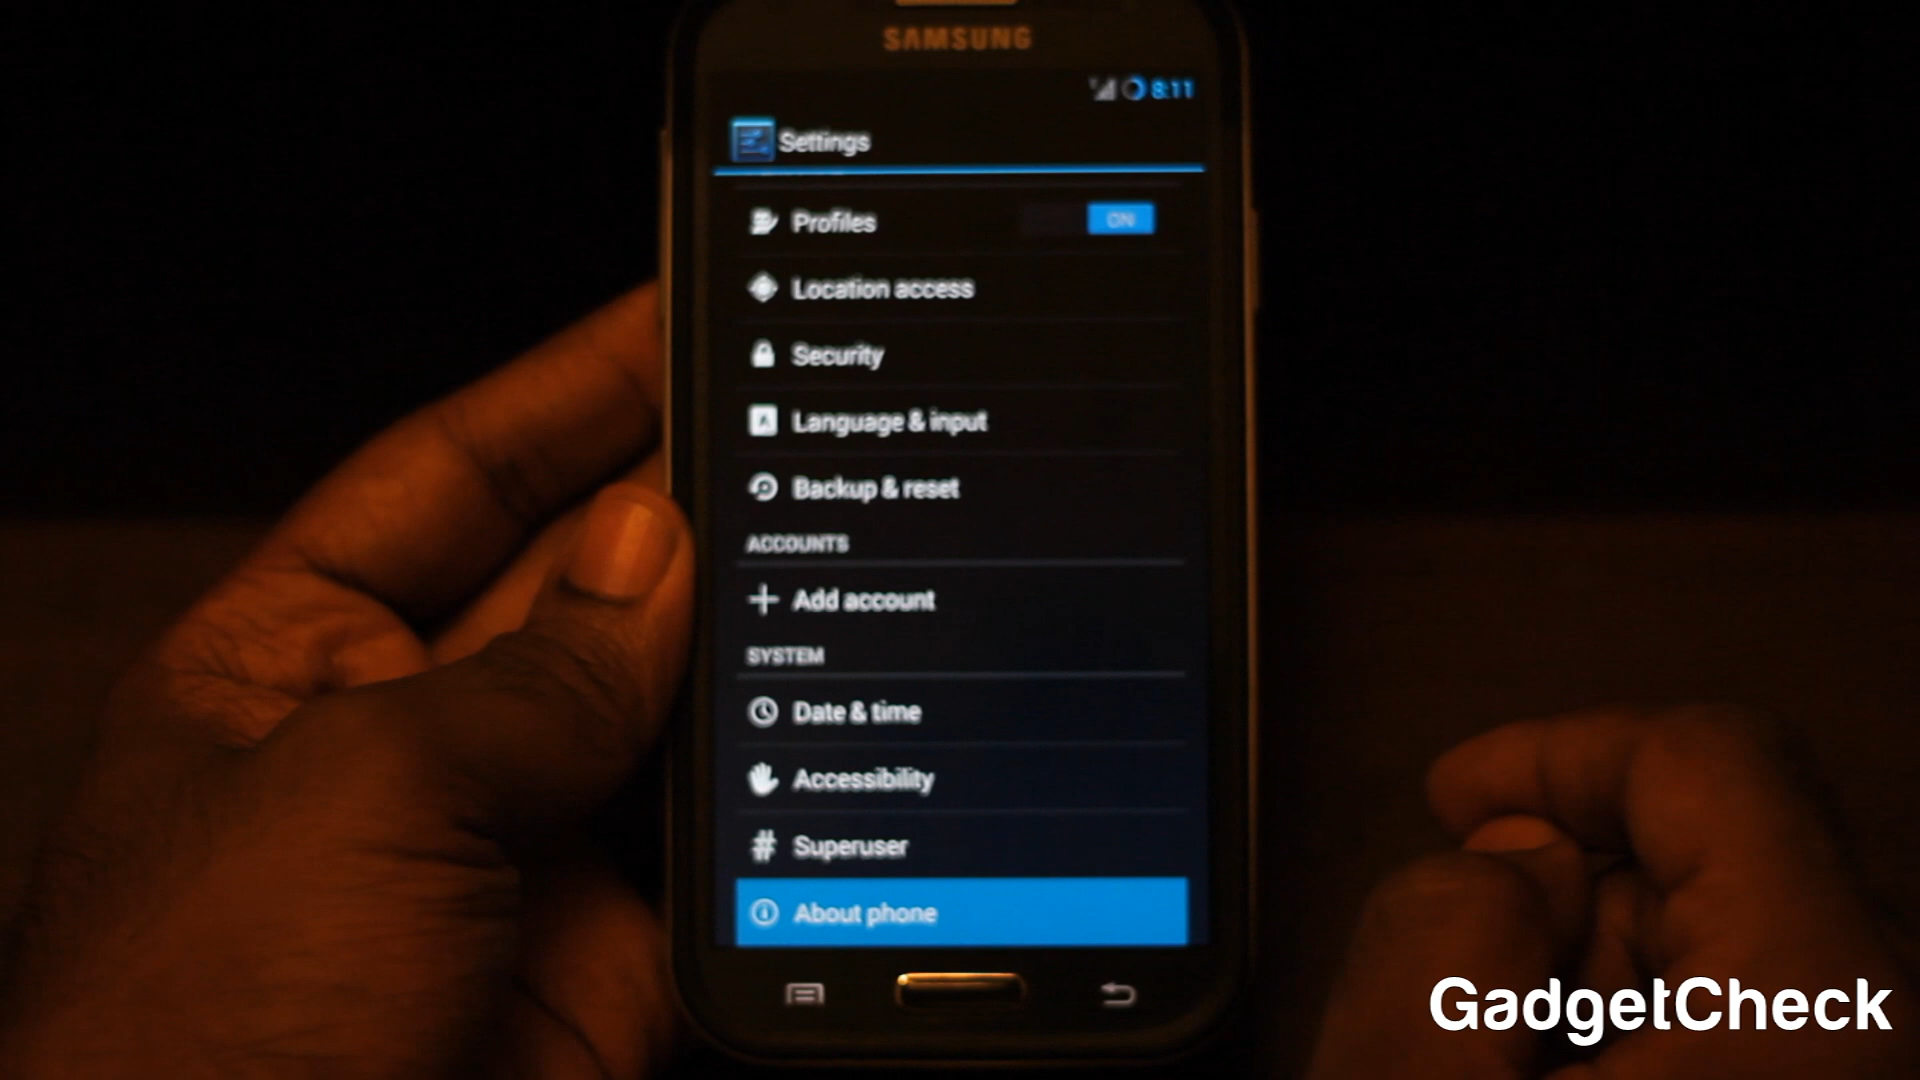 SAMSUNG
8:11
Settings
Profiles ON
Location access
Security
Language & input
Backup & reset
ACCOUNTS
Add account
SYSTEM
Date & time
Accessibility
# Superuser
About phone
GadgetCheck